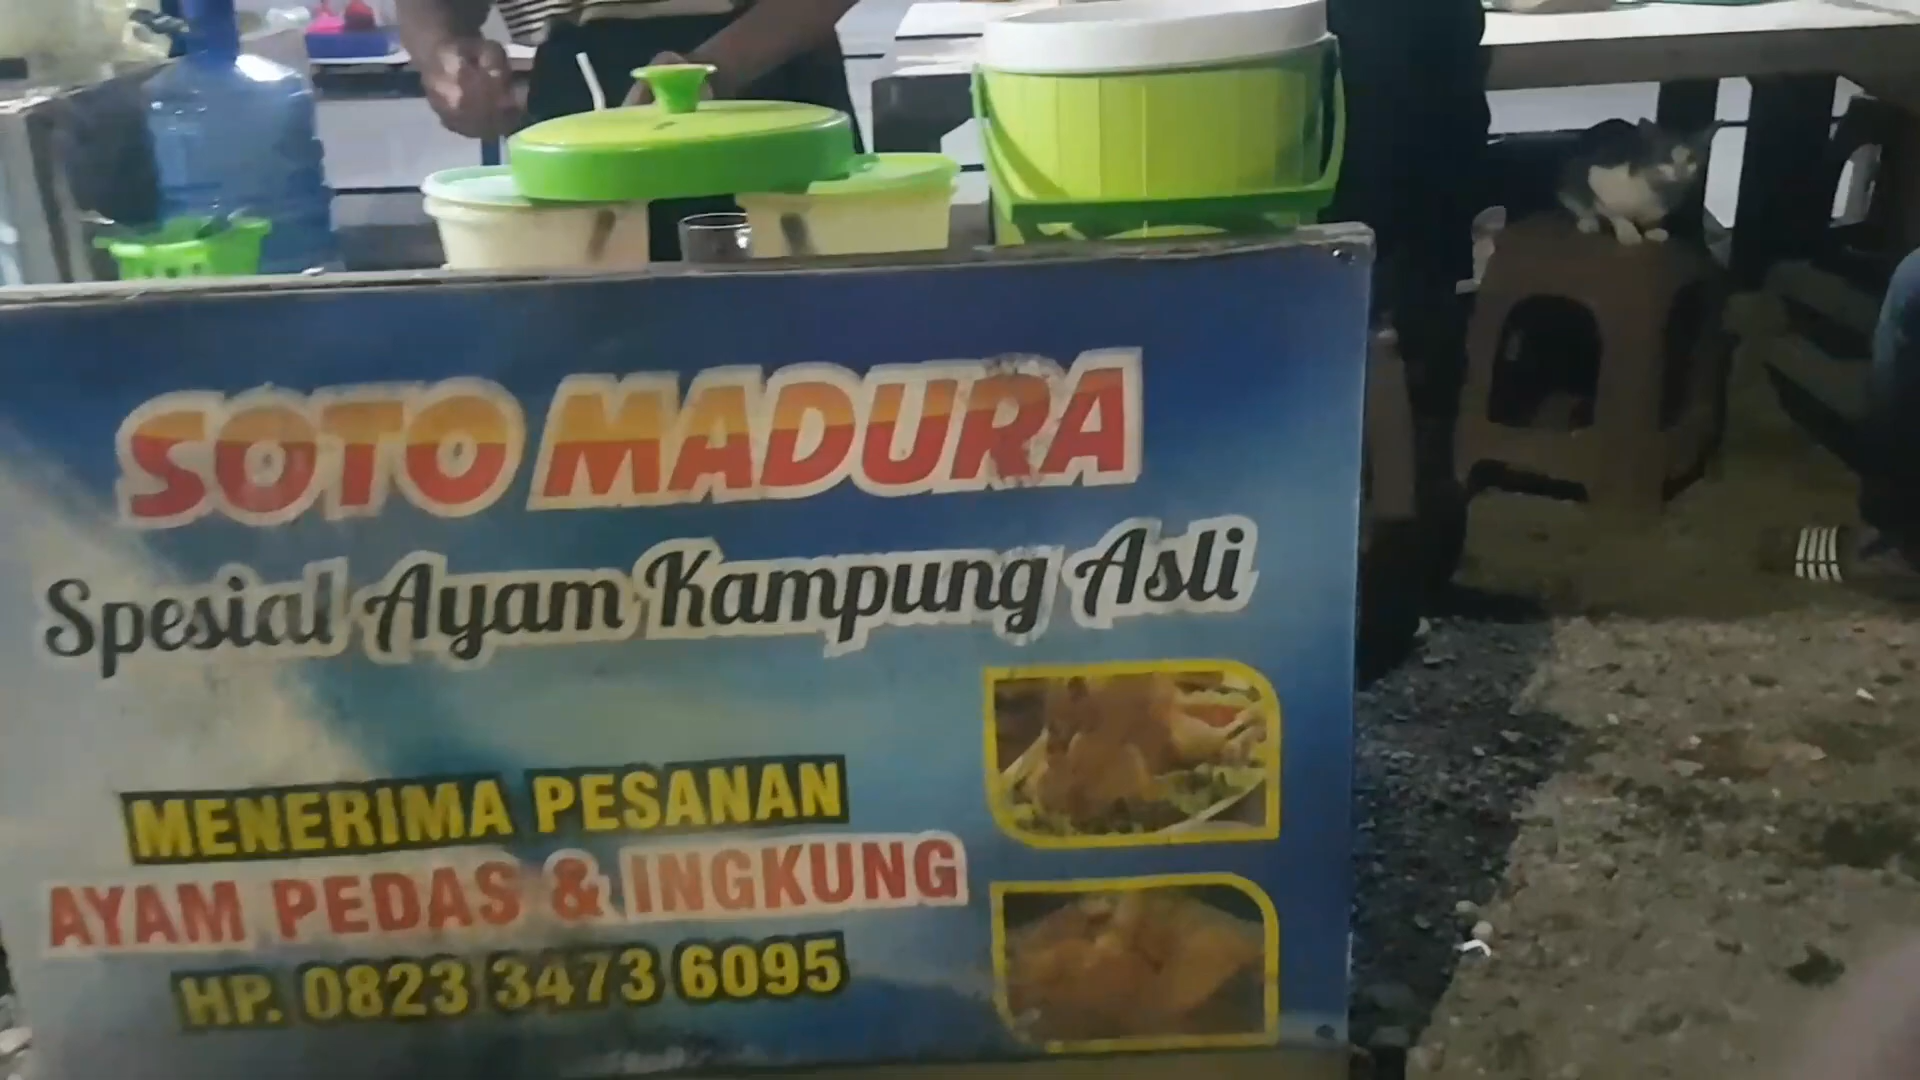 SOTO MADURA
Spesial Ayam Kampung Asli
MENERIMA PESANAN
AYAM PEDAS & INGKUNG
HP. 0823 3473 6095